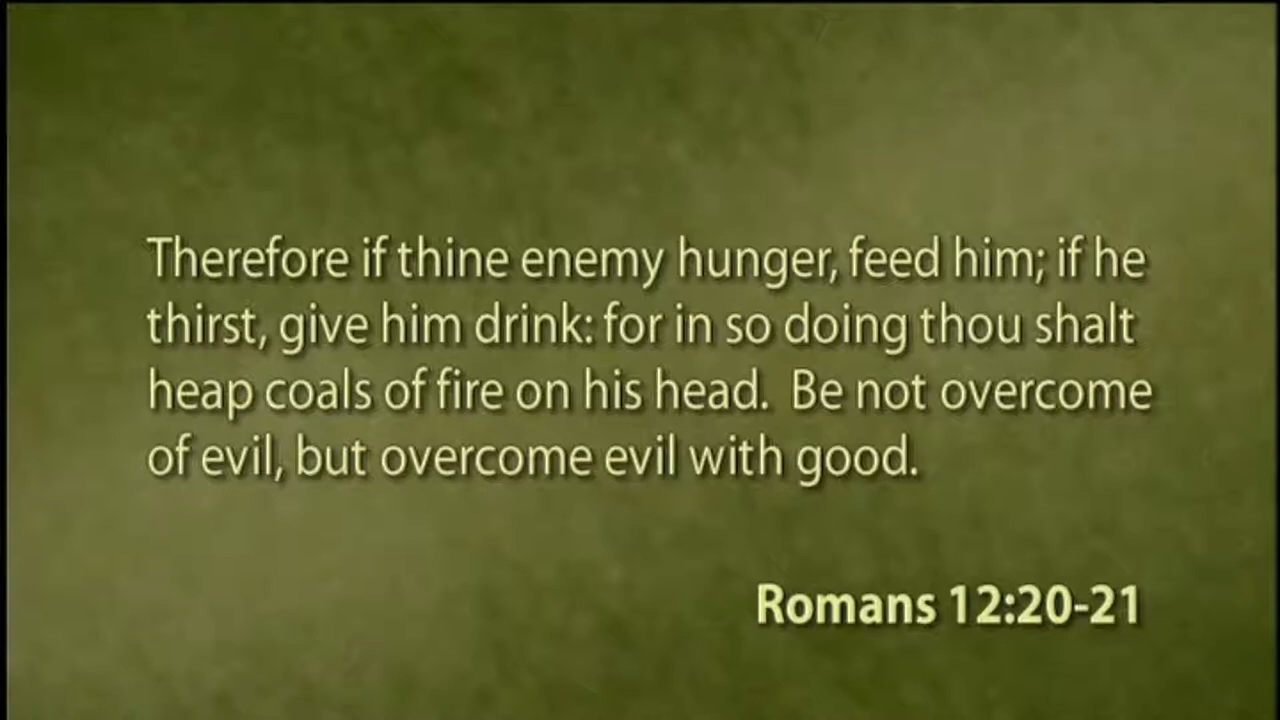 Therefore if thine enemy hunger, feed him; if he
thirst, give him drink: for in so doing thou shalt
heap coals of fire on his head.  Be not overcome
of evil, but overcome evil with good.
Romans 12:20-21